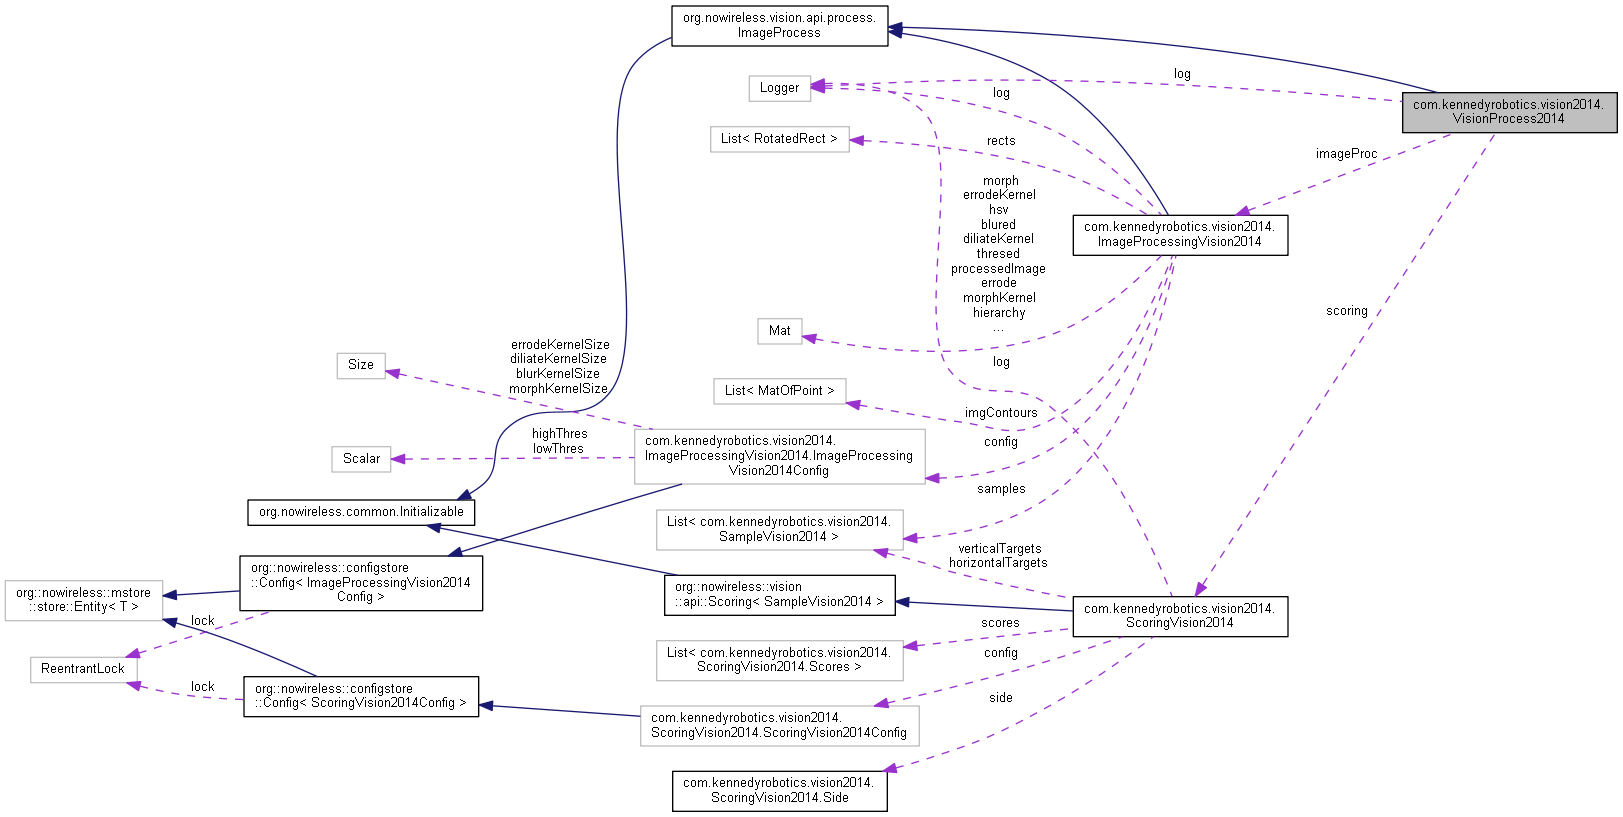 org.nowireless.vision.api.process.
ImageProcess
log
Logger
com.kennedyrobotics.vision2014.
VisionProcess2014
log
List< RotatedRect >
rects
imageProc
morph
errodeKernel
hsv
blured
diliateKernel
thresed
processedImage
errode
morphKernel
hierarchy
...
com.kennedyrobotics.vision2014.
ImageProcessingVision2014
scoring
Mat
log
errodeKernelSize
diliateKernelSize
blurKernelSize
morphKernelSize
Size
List< MatOfPoint >
imgContours
config
highThres
lowThres
Scalar
com.kennedyrobotics.vision2014.
ImageProcessingVision2014.ImageProcessing
Vision2014Config
samples
org.nowireless.common.Initializable
List< com.kennedyrobotics.vision2014.
SampleVision2014 >
verticalTargets
horizontalTargets
org::nowireless::configstore
::Config< ImageProcessingVision2014
Config >
org::nowireless::mstore
::store::Entity< T >
org::nowireless::vision
::api::Scoring< SampleVision2014 >
com.kennedyrobotics.vision2014.
ScoringVision2014
lock
scores
List< com.kennedyrobotics.vision2014.
ScoringVision2014.Scores >
config
ReentrantLock
lock
org::nowireless::configstore
::Config< ScoringVision2014Config >
side
com.kennedyrobotics.vision2014.
ScoringVision2014.ScoringVision2014Config
com.kennedyrobotics.vision2014.
ScoringVision2014.Side